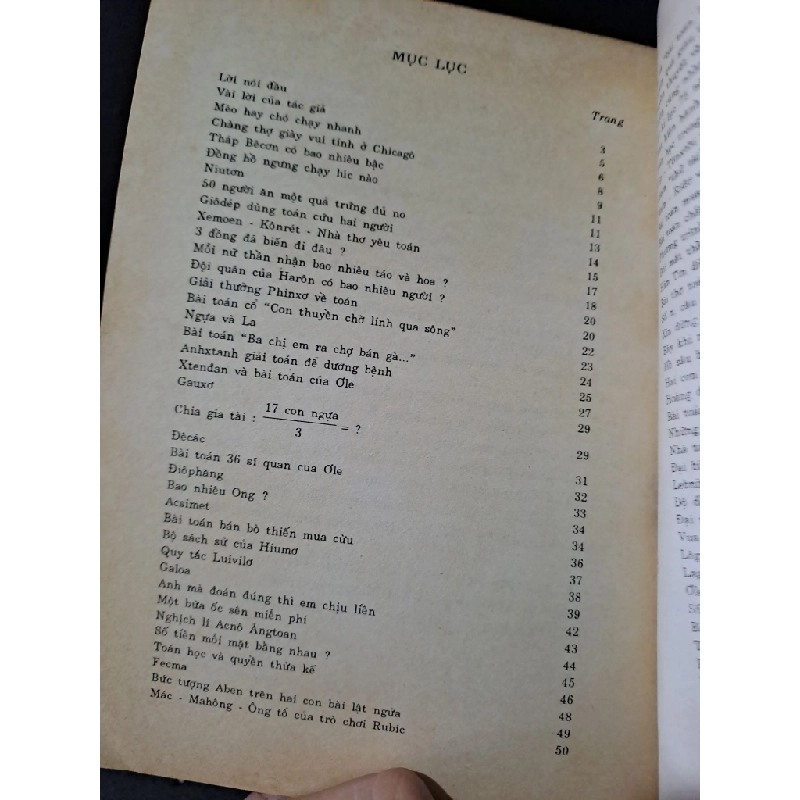 MỤC LỤC
Trang
Lời nói đầu 3
Vài lời của tác giả 5
Mèo hay chó chạy nhanh 6
Chàng thợ giày vui tính ở Chicagô 8
Tháp Bêcơn có bao nhiêu bậc 9
Đồng hồ ngưng chạy lúc nào 11
Niutơn 11
50 người ăn một quả trứng đủ no 13
Giôdép dùng toán cứu hai người 14
Xemoen - Kônrét - Nhà thơ yêu toán 15
3 đồng đã biến đi đâu ? 17
Mỗi nữ thần nhận bao nhiêu táo và hoa ? 18
Đội quân của Harôn có bao nhiêu người ? 20
Giải thưởng Phinxơ về toán 20
Bài toán cổ "Con thuyền chở lính qua sông" 22
Ngựa và La 23
Bài toán "Ba chị em ra chợ bán gà..." 24
Anhxtanh giải toán để dưỡng bệnh 25
Xtendan và bài toán của Ơle 27
Gauxơ 29
Chia gia tài : 17 con ngựa / 3 = ? 29
Đêcác 31
Bài toán 36 sĩ quan của Ơle 32
Điôphăng 33
Bao nhiêu Ong ? 34
Acsimet 34
Bài toán bán bò thiến mua cừu 36
Bộ sách sử của Hiumơ 37
Quy tắc Luivilơ 38
Galoa 39
Anh mà đoán đúng thì em chịu liền 42
Một bữa ốc sên miễn phí 43
Nghịch lí Acnô Ăngtoan 44
Số tiền mỗi mặt bằng nhau ? 45
Toán học và quyền thừa kế 46
Fecma 48
Bức tượng Aben trên hai con bài lật ngửa 49
Mác - Mahông - Ông tổ của trò chơi Rubic 50